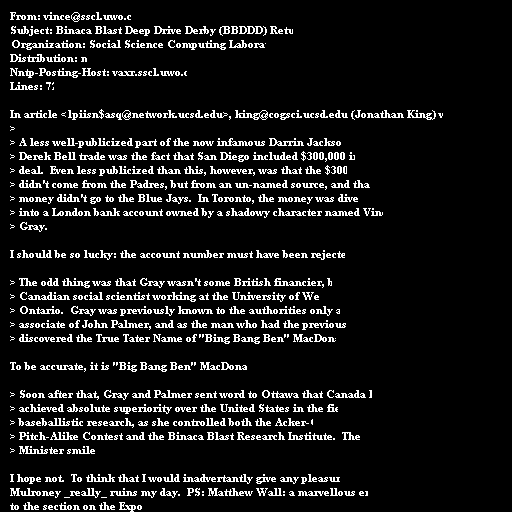 From: vince@sscl.uwo.c
Subject: Binaca Blast Deep Drive Derby (BBDDD) Retu
Organization: Social Science Computing Labora
Distribution: n
Nntp-Posting-Host: vaxr.sscl.uwo.c
Lines: 72
In article <lpiisn$asq@network.ucsd.edu>, king@cogsci.ucsd.edu (Jonathan King) w
>
> A less well-publicized part of the now infamous Darrin Jackso
> Derek Bell trade was the fact that San Diego included $300,000 i
> deal. Even less publicized than this, however, was that the $300
> didn't come from the Padres, but from an un-named source, and tha
> money didn't go to the Blue Jays. In Toronto, the money was dive
> into a London bank account owned by a shadowy character named Vin
> Gray.
I should be so lucky: the account number must have been rejecte
> The odd thing was that Gray wasn't some British financier, b
> Canadian social scientist working at the University of We
> Ontario. Gray was previously known to the authorities only a
> associate of John Palmer, and as the man who had the previous
> discovered the True Tater Name of "Bing Bang Ben" MacDon
To be accurate, it is "Big Bang Ben" MacDona
> Soon after that, Gray and Palmer sent word to Ottawa that Canada h
> achieved absolute superiority over the United States in the fie
> baseballistic research, as she controlled both the Acker-
> Pitch-Alike Contest and the Binaca Blast Research Institute. The
> Minister smile
I hope not. To think that I would inadvertantly give any pleasur
Mulroney _really_ ruins my day. PS: Matthew Wall: a marvellous e
to the section on the Expo